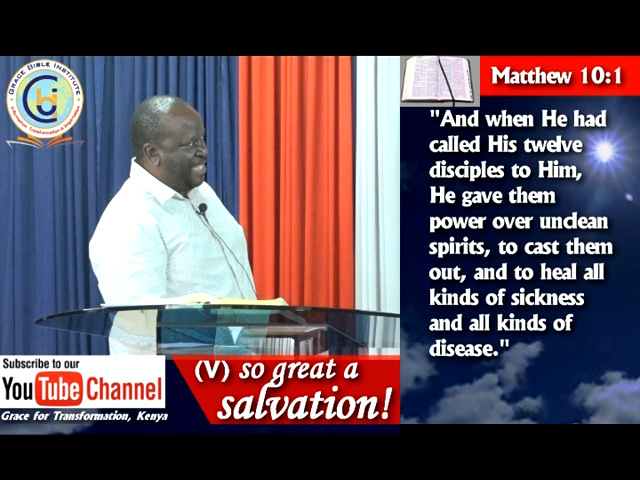 GRACE BIBLE INSTITUTE
Matthew 10:1
"And when He had
called His twelve
disciples to Him,
He gave them
power over unclean
spirits, to cast them
out, and to heal all
kinds of sickness
and all kinds of
disease."
Subscribe to our
YouTube Channel
Grace for Transformation, Kenya
(V) so great a
salvation!